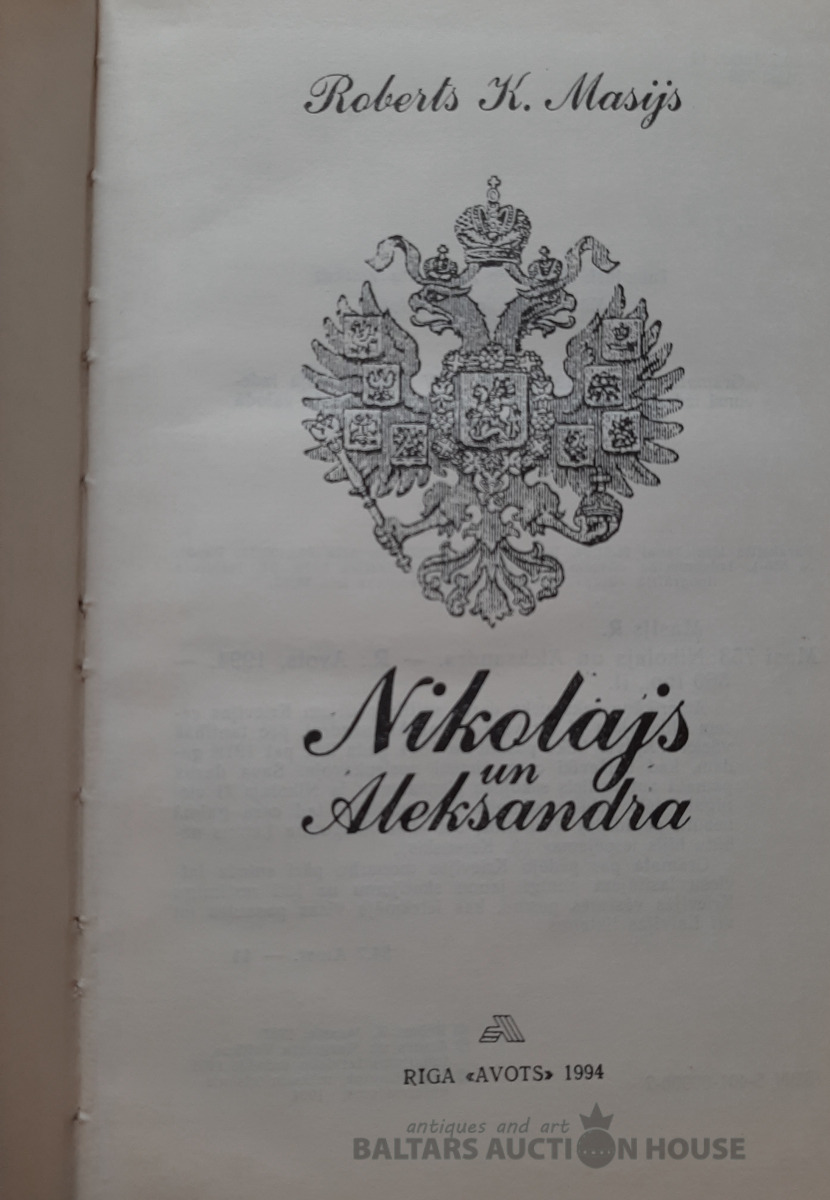 Roberts K. Masijs
Nikolajs
un
Aleksandra
RIGA «AVOTS» 1994
antiques and art
BALTARS AUCTION HOUSE